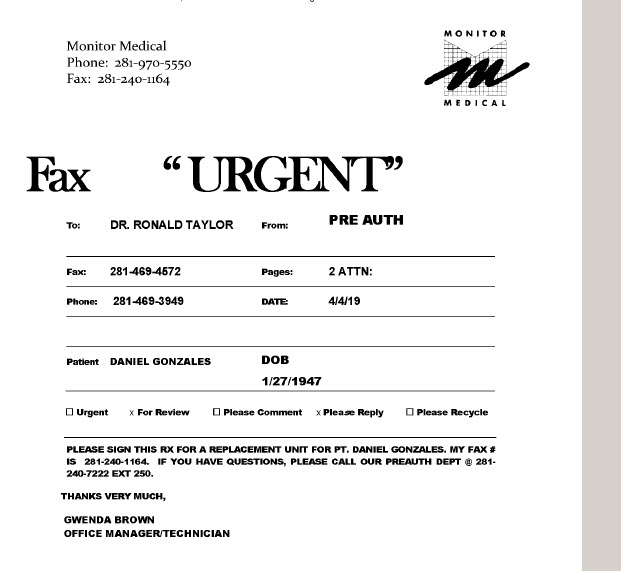 Monitor Medical
Phone: 281-970-5550
Fax: 281-240-1164
MONITOR
m
MEDICAL
Fax "URGENT"
To: DR. RONALD TAYLOR From: PRE AUTH
Fax: 281-469-4572 Pages: 2 ATTN:
Phone: 281-469-3949 DATE: 4/4/19
Patient DANIEL GONZALES DOB
1/27/1947
☐ Urgent x For Review ☐ Please Comment x Please Reply ☐ Please Recycle
PLEASE SIGN THIS RX FOR A REPLACEMENT UNIT FOR PT. DANIEL GONZALES. MY FAX #
IS 281-240-1164. IF YOU HAVE QUESTIONS, PLEASE CALL OUR PREAUTH DEPT @ 281-
240-7222 EXT 250.
THANKS VERY MUCH,
GWENDA BROWN
OFFICE MANAGER/TECHNICIAN